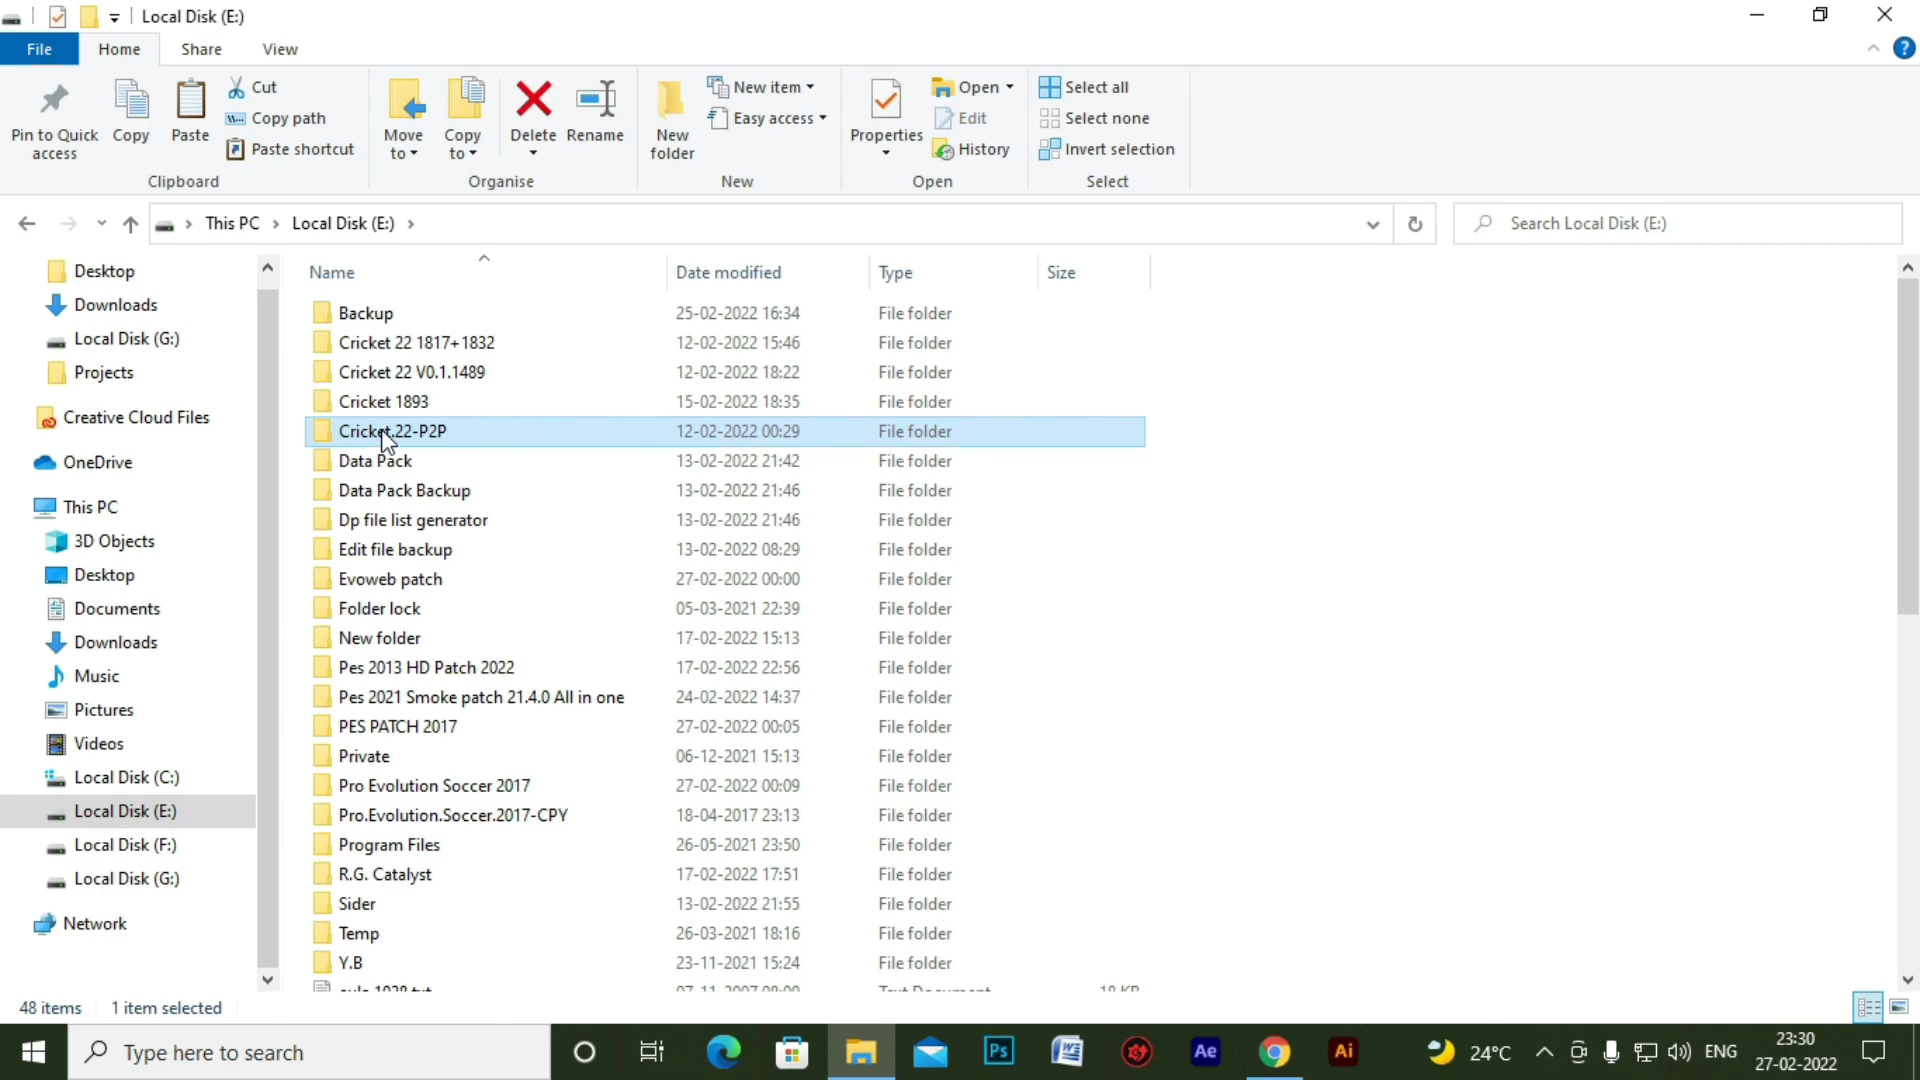 Local Disk (E:)
File Home Share View
Pin to Quick access
Copy
Paste
Cut
Copy path
Paste shortcut
Clipboard
Move to
Copy to
Delete
Rename
Organise
New folder
New item
Easy access
New
Properties
Open
Edit
History
Open
Select all
Select none
Invert selection
Select
This PC Local Disk (E:)
Search Local Disk (E:)
Desktop
Downloads
Local Disk (G:)
Projects
Creative Cloud Files
OneDrive
This PC
3D Objects
Desktop
Documents
Downloads
Music
Pictures
Videos
Local Disk (C:)
Local Disk (E:)
Local Disk (F:)
Local Disk (G:)
Network
Name Date modified Type Size
Backup 25-02-2022 16:34 File folder
Cricket 22 1817+1832 12-02-2022 15:46 File folder
Cricket 22 V0.1.1489 12-02-2022 18:22 File folder
Cricket 1893 15-02-2022 18:35 File folder
Cricket.22-P2P 12-02-2022 00:29 File folder
Data Pack 13-02-2022 21:42 File folder
Data Pack Backup 13-02-2022 21:46 File folder
Dp file list generator 13-02-2022 21:46 File folder
Edit file backup 13-02-2022 08:29 File folder
Evoweb patch 27-02-2022 00:00 File folder
Folder lock 05-03-2021 22:39 File folder
New folder 17-02-2022 15:13 File folder
Pes 2013 HD Patch 2022 17-02-2022 22:56 File folder
Pes 2021 Smoke patch 21.4.0 All in one 24-02-2022 14:37 File folder
PES PATCH 2017 27-02-2022 00:05 File folder
Private 06-12-2021 15:13 File folder
Pro Evolution Soccer 2017 27-02-2022 00:09 File folder
Pro.Evolution.Soccer.2017-CPY 18-04-2017 23:13 File folder
Program Files 26-05-2021 23:50 File folder
R.G. Catalyst 17-02-2022 17:51 File folder
Sider 13-02-2022 21:55 File folder
Temp 26-03-2021 18:16 File folder
Y.B 23-11-2021 15:24 File folder
48 items 1 item selected
Type here to search
Ps
W
Ae
Ai
24°C
ENG
23:30
27-02-2022